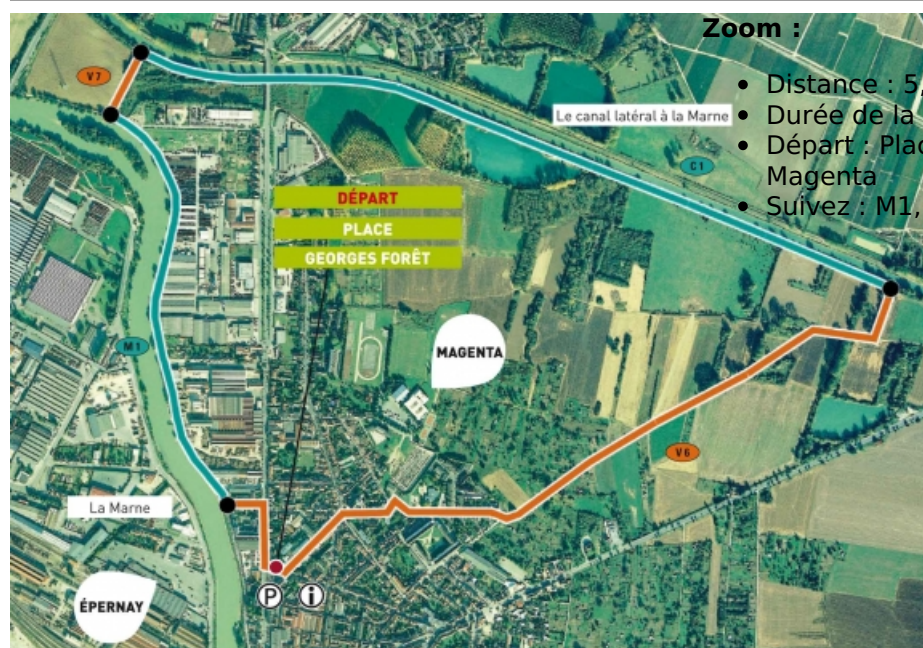 Zoom :
V7
• Distance : 5,
Le canal latéral à la Marne
• Durée de la
C1
• Départ : Plac
Magenta
• Suivez : M1,
DÉPART
PLACE
GEORGES FORÊT
M1
MAGENTA
V6
La Marne
P i
ÉPERNAY